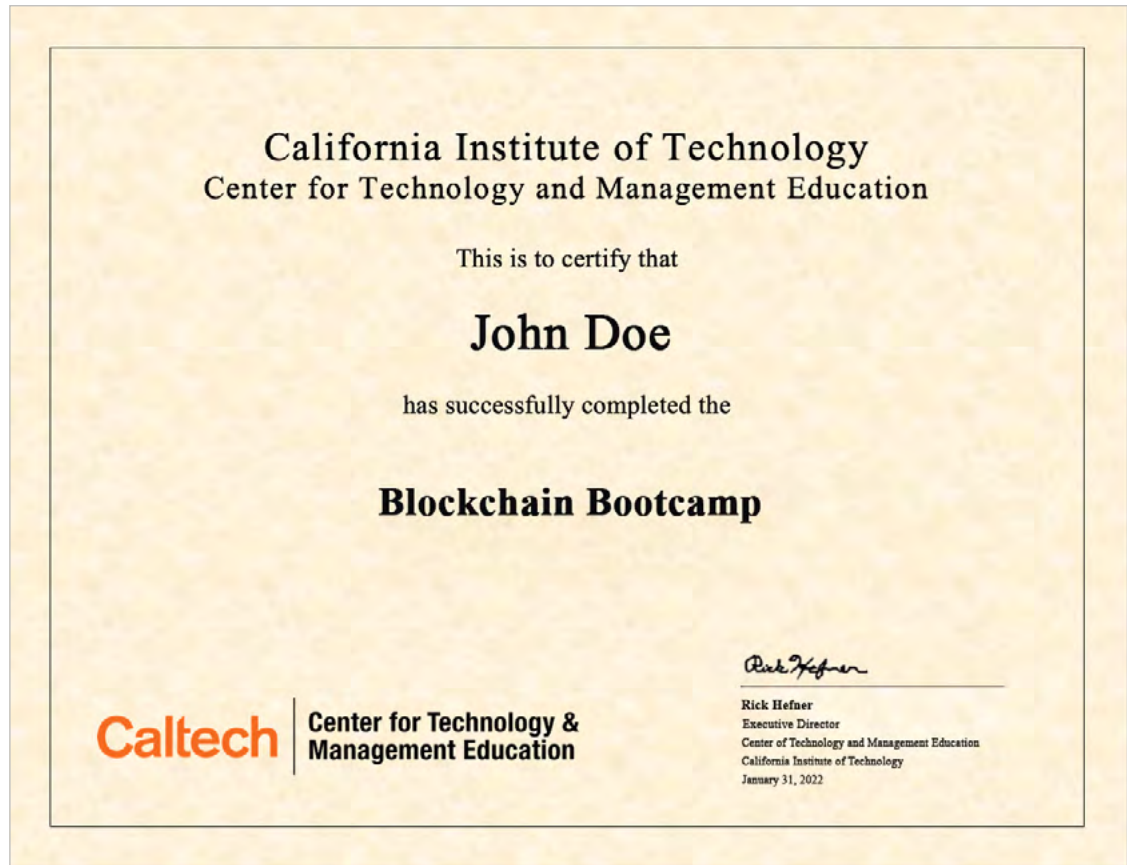 California Institute of Technology
Center for Technology and Management Education
This is to certify that
John Doe
has successfully completed the
Blockchain Bootcamp
Rick Hefner
Rick Hefner
Executive Director
Center of Technology and Management Education
California Institute of Technology
January 31, 2022
Caltech
Center for Technology &
Management Education